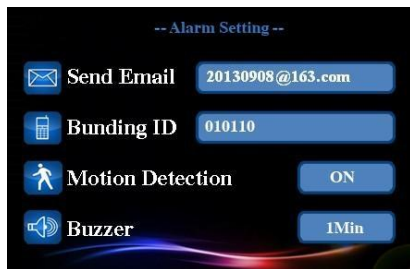 -- Alarm Setting --
Send Email 20130908@163.com
Bunding ID 010110
Motion Detection ON
Buzzer 1Min